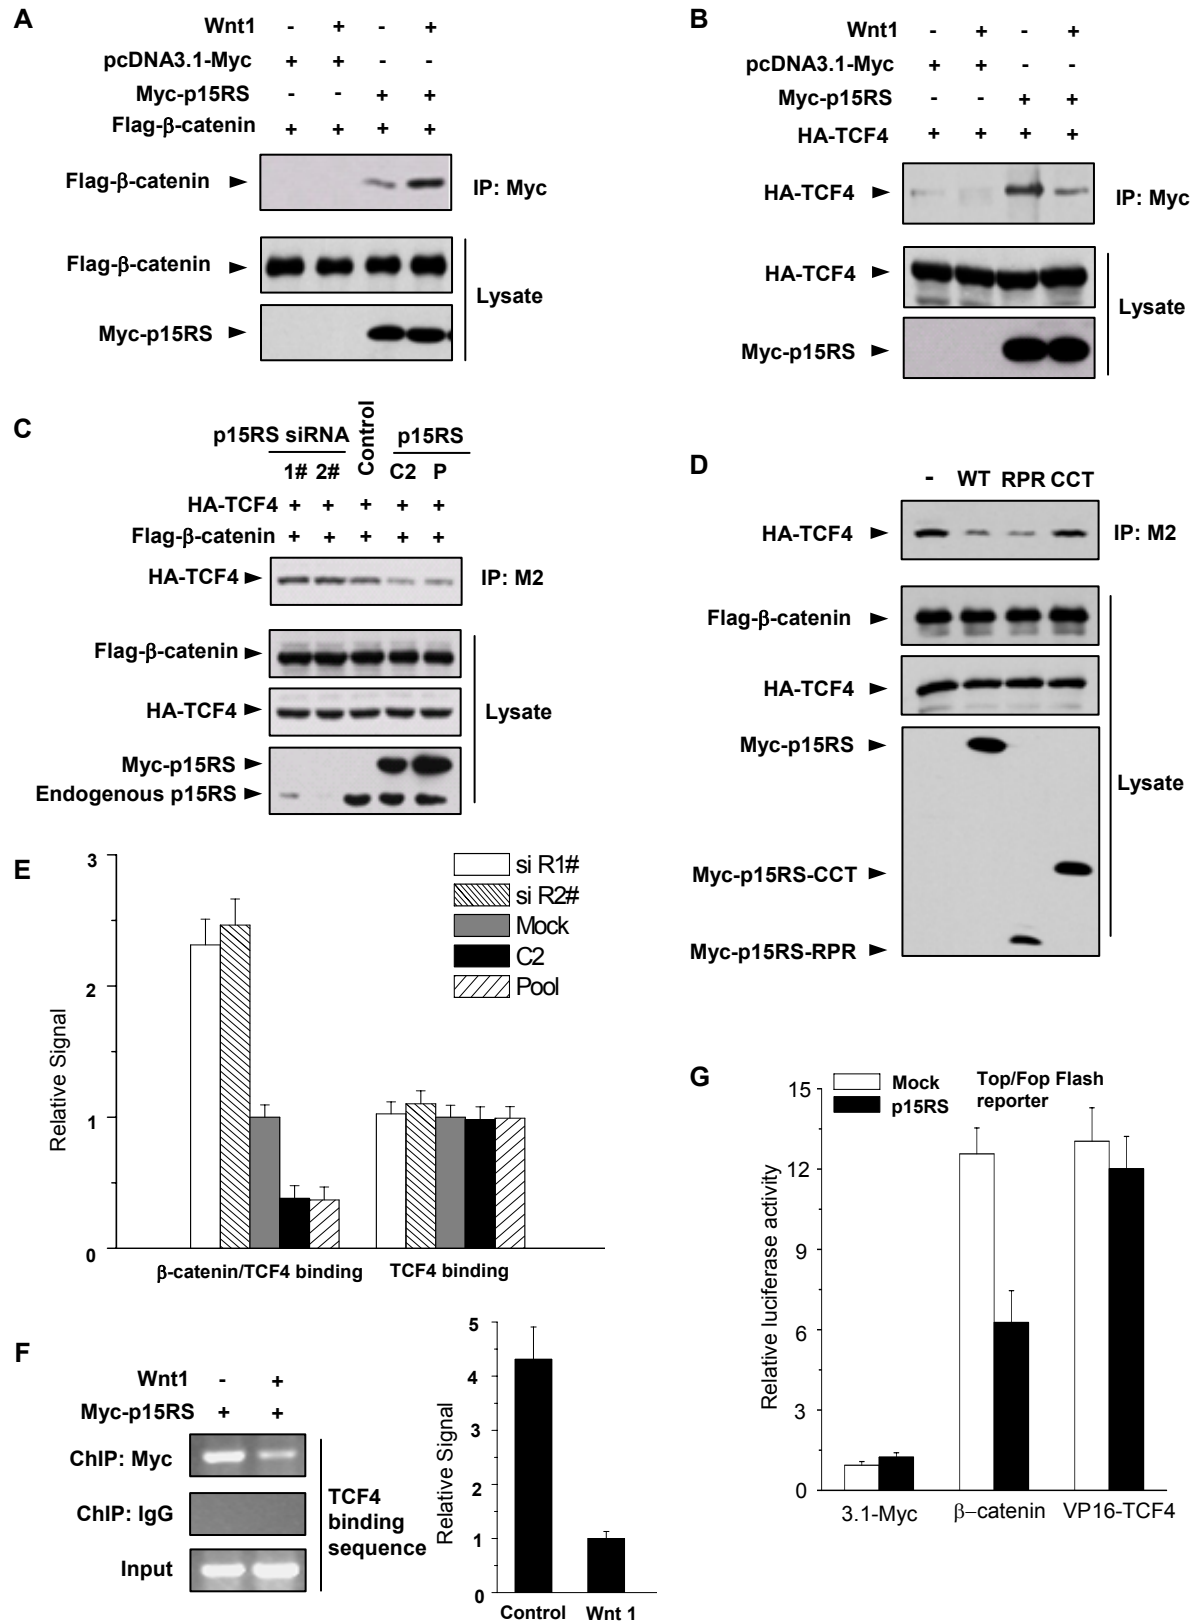 A
Wnt1 - + - +
pcDNA3.1-Myc + + - -
Myc-p15RS - - + +
Flag-β-catenin + + + +
Flag-β-catenin ► IP: Myc
Flag-β-catenin ►
Lysate
Myc-p15RS ►
B
Wnt1 - + - +
pcDNA3.1-Myc + + - -
Myc-p15RS - - + +
HA-TCF4 + + + +
HA-TCF4 ► IP: Myc
HA-TCF4 ►
Lysate
Myc-p15RS ►
C
p15RS siRNA Control p15RS
1# 2# C2 P
HA-TCF4 + + + + +
Flag-β-catenin + + + + +
HA-TCF4 ► IP: M2
Flag-β-catenin ►
HA-TCF4 ► Lysate
Myc-p15RS ►
Endogenous p15RS ►
D
- WT RPR CCT
HA-TCF4 ► IP: M2
Flag-β-catenin ►
HA-TCF4 ►
Myc-p15RS ►
Lysate
Myc-p15RS-CCT ►
Myc-p15RS-RPR ►
E
3
2
1
0
Relative Signal
si R1#
si R2#
Mock
C2
Pool
β-catenin/TCF4 binding TCF4 binding
F
Wnt1 - +
Myc-p15RS + +
ChIP: Myc
ChIP: IgG
Input
TCF4
binding
sequence
5
4
3
2
1
0
Relative Signal
Control Wnt 1
G
Mock
p15RS
Top/Fop Flash
reporter
15
12
9
6
3
0
Relative luciferase activity
3.1-Myc β−catenin VP16-TCF4